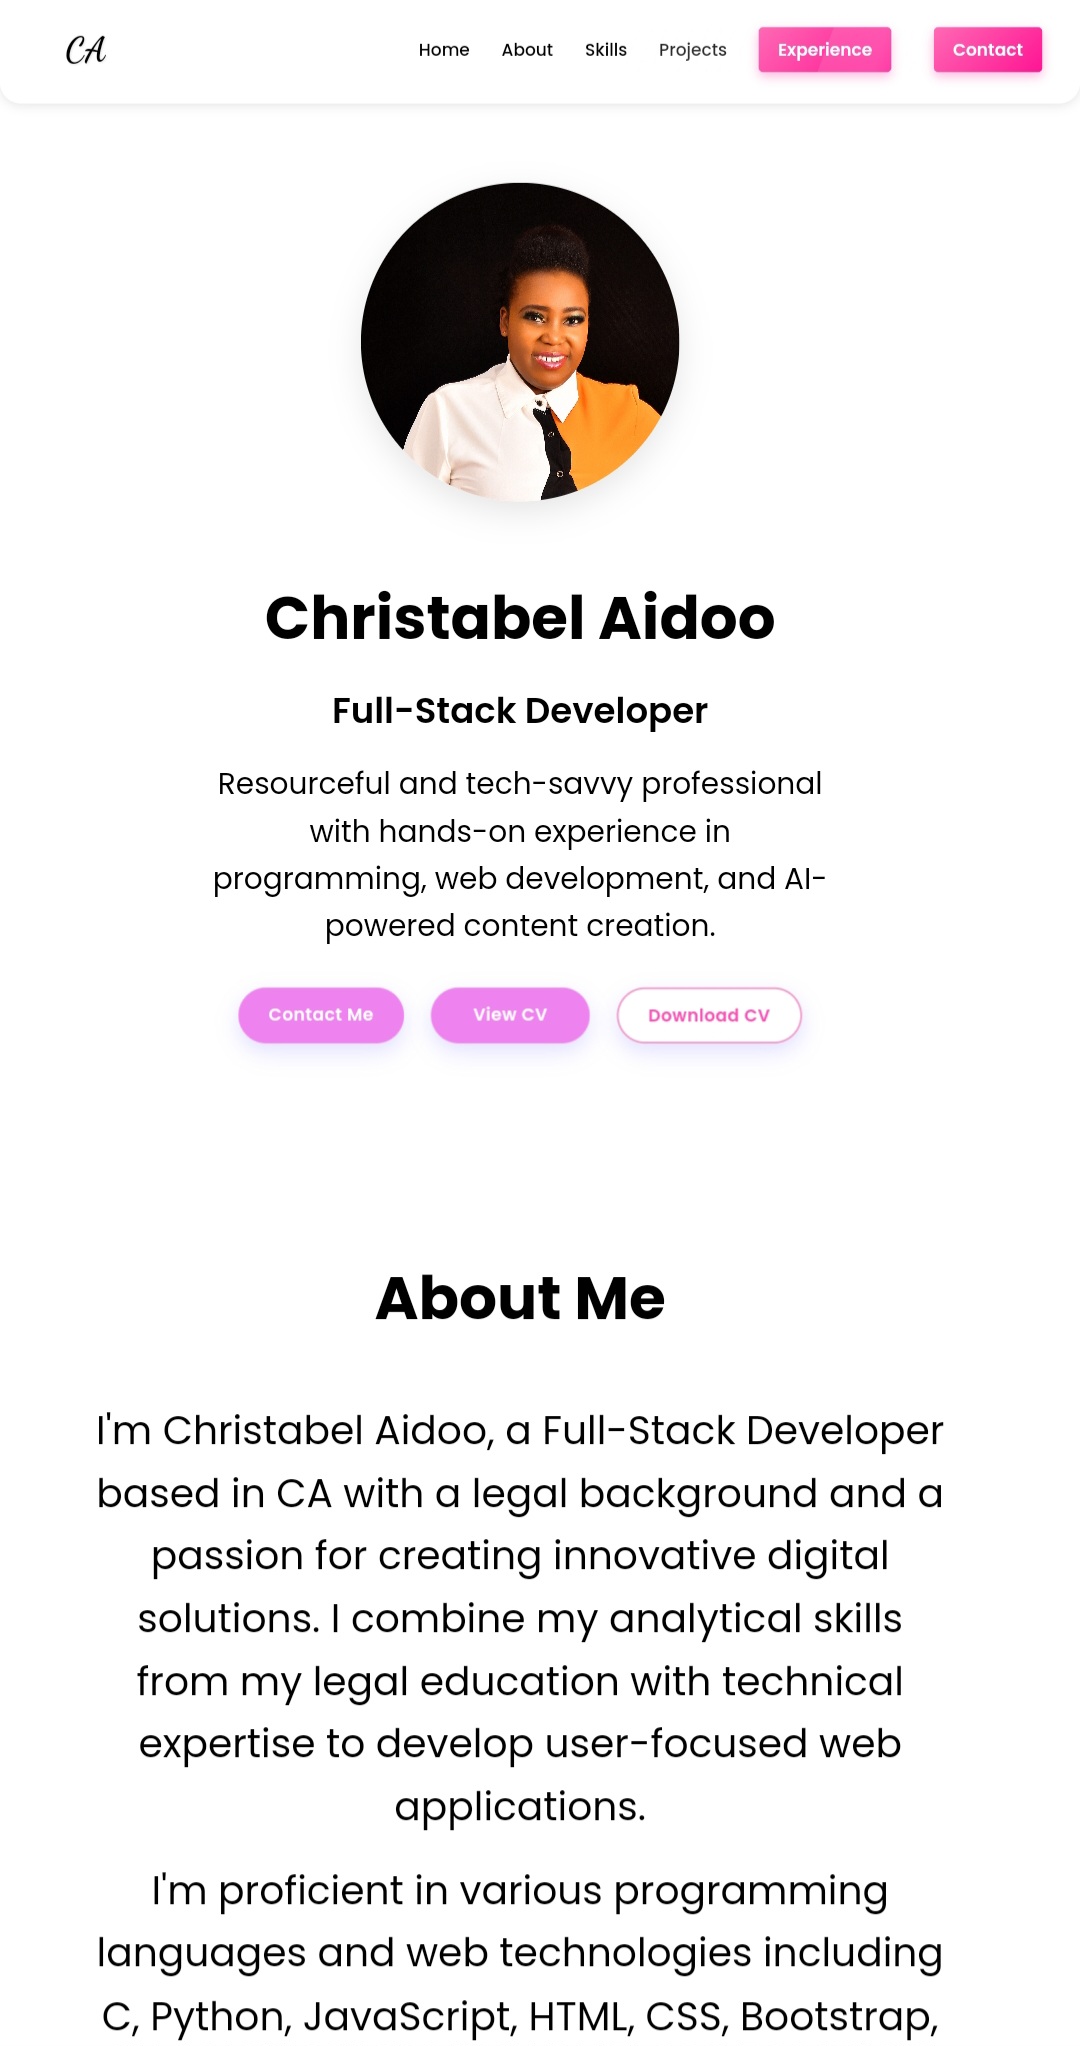 CA Home About Skills Projects Experience Contact
Christabel Aidoo
Full-Stack Developer
Resourceful and tech-savvy professional
with hands-on experience in
programming, web development, and AI-
powered content creation.
Contact Me View CV Download CV
About Me
I'm Christabel Aidoo, a Full-Stack Developer
based in CA with a legal background and a
passion for creating innovative digital
solutions. I combine my analytical skills
from my legal education with technical
expertise to develop user-focused web
applications.
I'm proficient in various programming
languages and web technologies including
C, Python, JavaScript, HTML, CSS, Bootstrap,